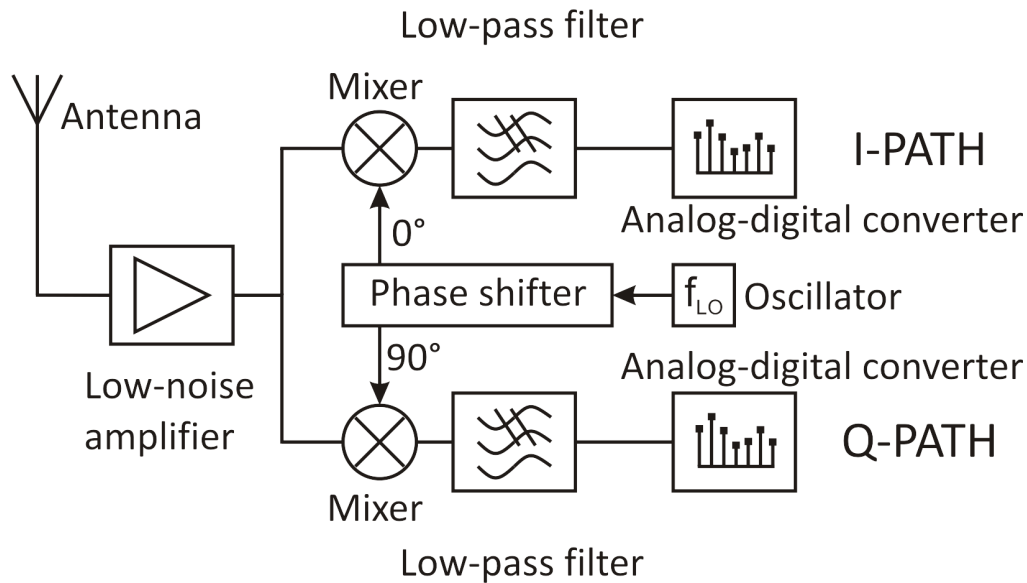 Low-pass filter
Mixer
Antenna
I-PATH
0°
Analog-digital converter
Phase shifter
fLO
Oscillator
90°
Analog-digital converter
Low-noise
amplifier
Q-PATH
Mixer
Low-pass filter